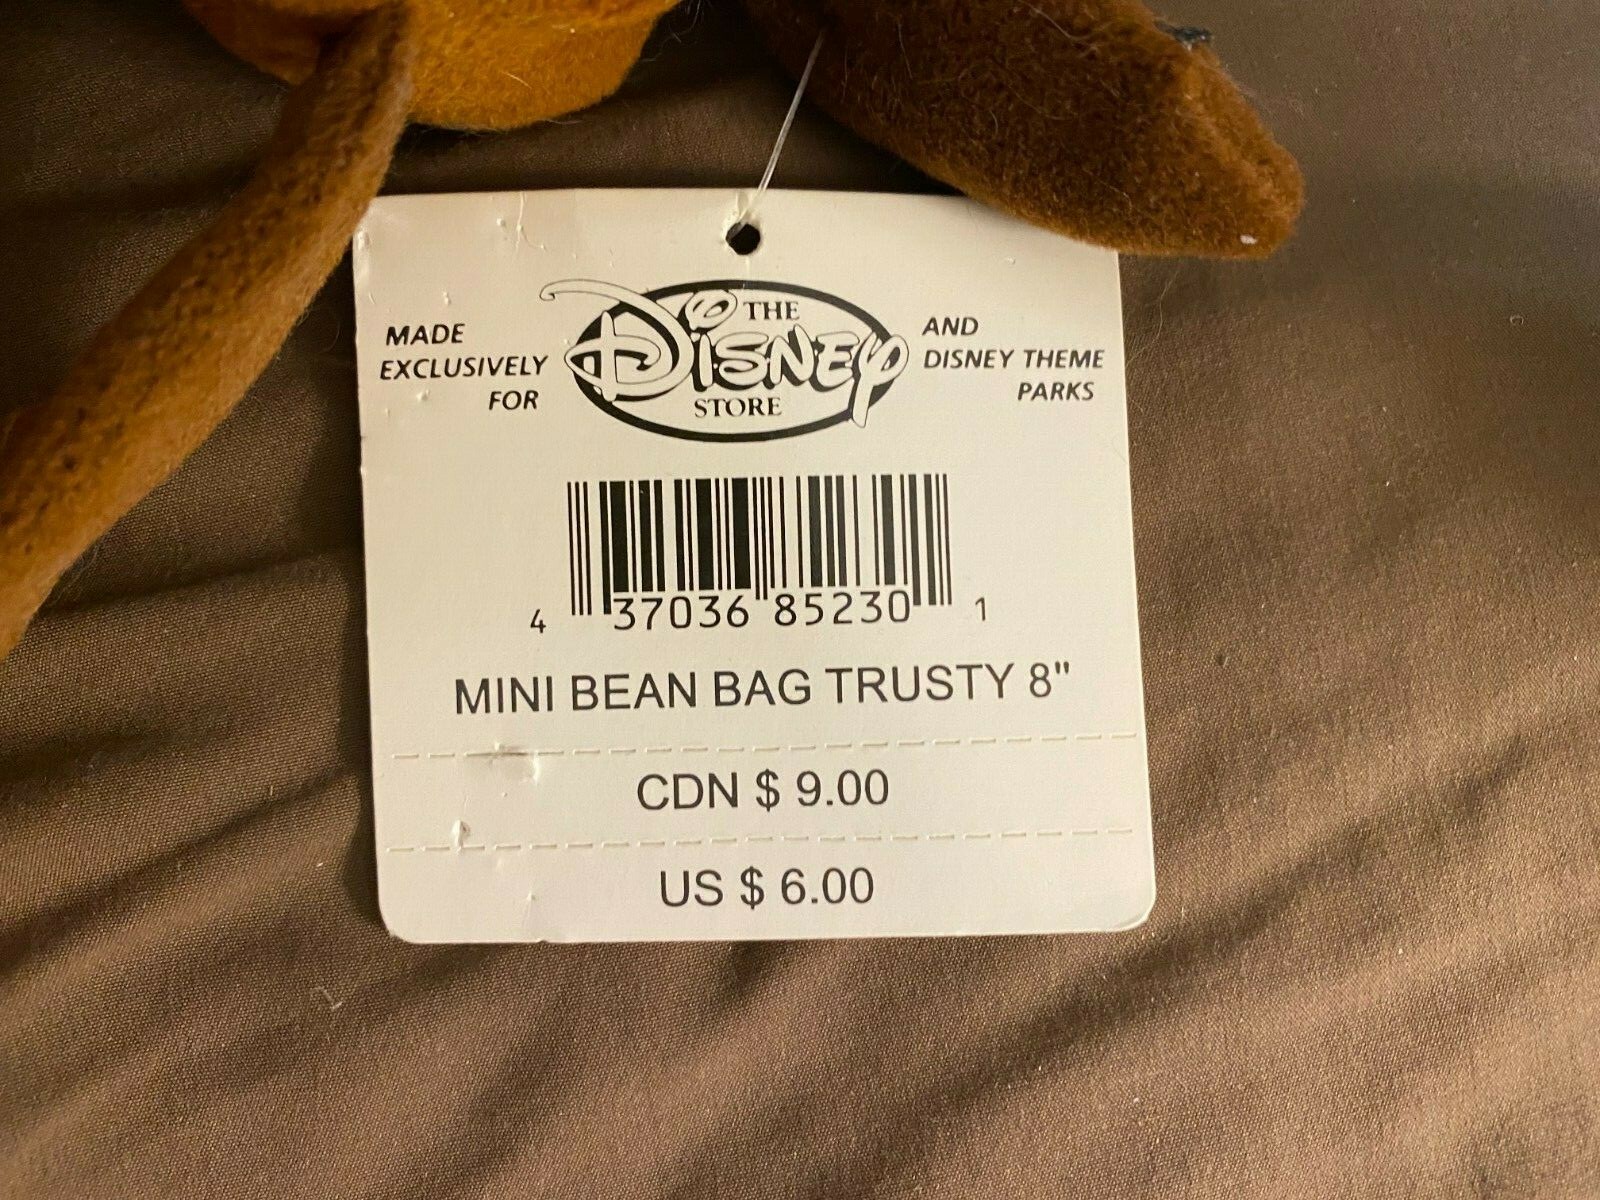 MADE
EXCLUSIVELY
FOR
THE
DISNEY
STORE
AND
DISNEY THEME
PARKS
4 37036 85230 1
MINI BEAN BAG TRUSTY 8"
CDN $ 9.00
US $ 6.00